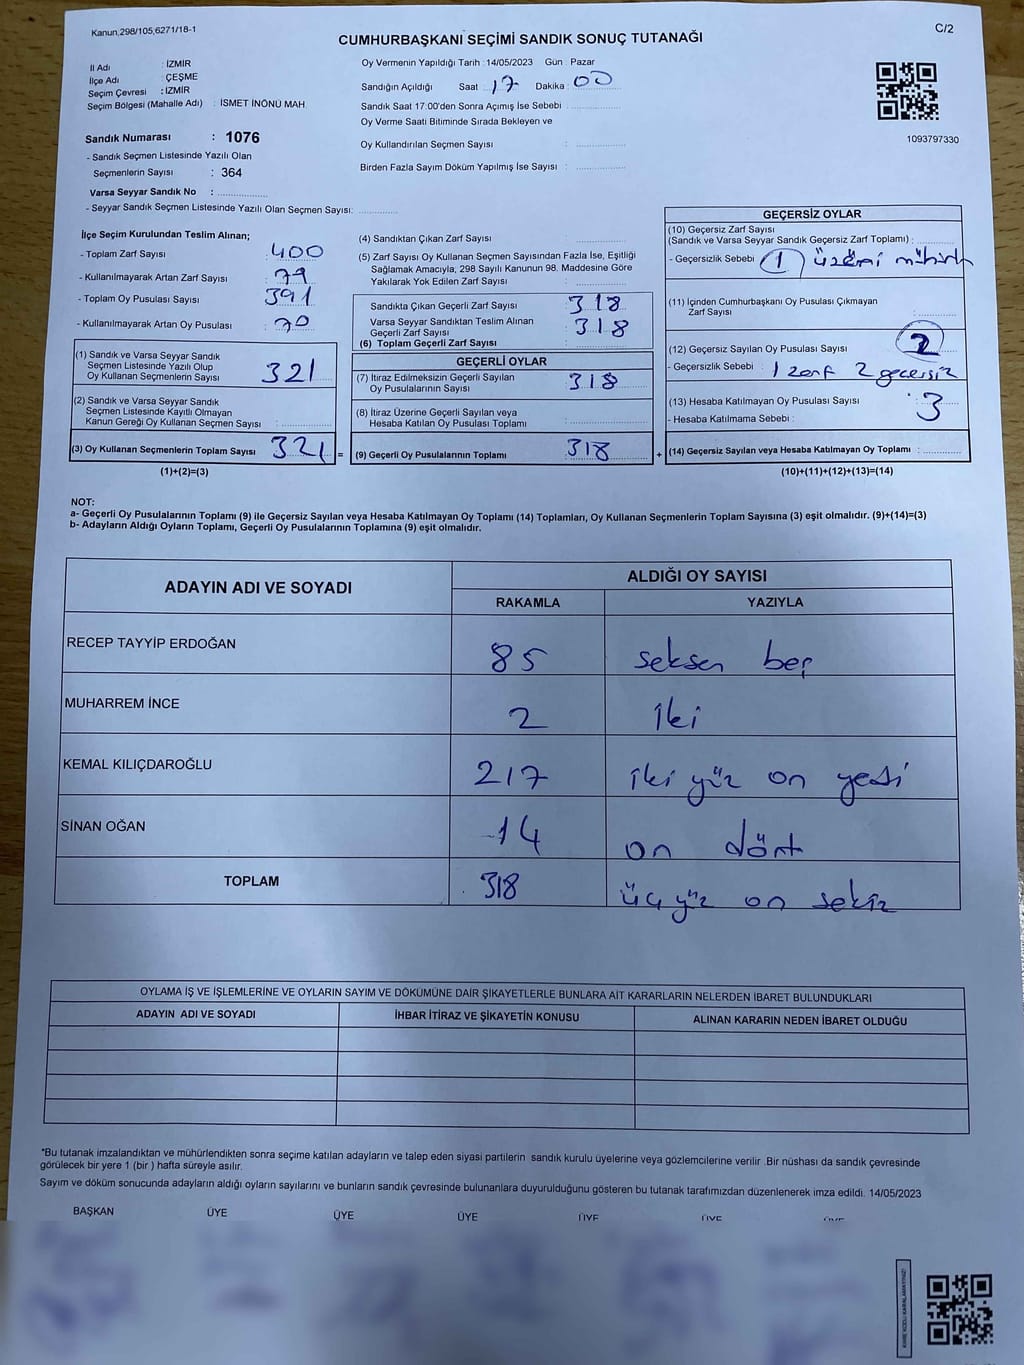 Kanun,298/105,6271/18-1
C/2
CUMHURBAŞKANI SEÇİMİ SANDIK SONUÇ TUTANAĞI
İl Adı : İZMİR
İlçe Adı : ÇEŞME
Seçim Çevresi : İZMİR
Seçim Bölgesi (Mahalle Adı) : İSMET İNÖNÜ MAH.
Sandık Numarası : 1076
- Sandık Seçmen Listesinde Yazılı Olan
Seçmenlerin Sayısı : 364
Varsa Seyyar Sandık No :
- Seyyar Sandık Seçmen Listesinde Yazılı Olan Seçmen Sayısı:
Oy Vermenin Yapıldığı Tarih :14/05/2023 Gün : Pazar
Sandığın Açıldığı Saat 17 Dakika : 00
Sandık Saat 17.00'den Sonra Açımış İse Sebebi
Oy Verme Saati Bitiminde Sırada Bekleyen ve
Oy Kullandırılan Seçmen Sayısı :
Birden Fazla Sayım Döküm Yapılmış İse Sayısı :
1093797330
İlçe Seçim Kurulundan Teslim Alınan;
- Toplam Zarf Sayısı : 400
- Kullanılmayarak Artan Zarf Sayısı : 79
- Toplam Oy Pusulası Sayısı : 391
- Kullanılmayarak Artan Oy Pusulası : 70
(1) Sandık ve Varsa Seyyar Sandık
Seçmen Listesinde Yazılı Olup
Oy Kullanan Seçmenlerin Sayısı : 321
(2) Sandık ve Varsa Seyyar Sandık
Seçmen Listesinde Kayıtlı Olmayan
Kanun Gereği Oy Kullanan Seçmen Sayısı :
(3) Oy Kullanan Seçmenlerin Toplam Sayısı : 321 =
(1)+(2)=(3)
(4) Sandıktan Çıkan Zarf Sayısı :
(5) Zarf Sayısı Oy Kullanan Seçmen Sayısından Fazla İse, Eşitliği
Sağlamak Amacıyla, 298 Sayılı Kanunun 98. Maddesine Göre
Yakılarak Yok Edilen Zarf Sayısı :
Sandıkta Çıkan Geçerli Zarf Sayısı : 318
Varsa Seyyar Sandıktan Teslim Alınan
Geçerli Zarf Sayısı : 318
(6) Toplam Geçerli Zarf Sayısı :
GEÇERLİ OYLAR
(7) İtiraz Edilmeksizin Geçerli Sayılan
Oy Pusulalarının Sayısı : 318
(8) İtiraz Üzerine Geçerli Sayılan veya
Hesaba Katılan Oy Pusulası Toplamı :
(9) Geçerli Oy Pusulalarının Toplamı : 318 +
GEÇERSİZ OYLAR
(10) Geçersiz Zarf Sayısı
(Sandık ve Varsa Seyyar Sandık Geçersiz Zarf Toplamı) :
- Geçersizlik Sebebi : 1 üzeri
(11) İçinden Cumhurbaşkanı Oy Pusulası Çıkmayan
Zarf Sayısı :
(12) Geçersiz Sayılan Oy Pusulası Sayısı : 2
- Geçersizlik Sebebi : 1 zarf 2 geçersiz
(13) Hesaba Katılmayan Oy Pusulası Sayısı : 3
- Hesaba Katılmama Sebebi :
(14) Geçersiz Sayılan veya Hesaba Katılmayan Oy Toplamı :
(10)+(11)+(12)+(13)=(14)
NOT:
a- Geçerli Oy Pusulalarının Toplamı (9) ile Geçersiz Sayılan veya Hesaba Katılmayan Oy Toplamı (14) Toplamları, Oy Kullanan Seçmenlerin Toplam Sayısına (3) eşit olmalıdır. (9)+(14)=(3)
b- Adayların Aldığı Oyların Toplamı, Geçerli Oy Pusulalarının Toplamına (9) eşit olmalıdır.
ADAYIN ADI VE SOYADI
ALDIĞI OY SAYISI
RAKAMLA YAZIYLA
RECEP TAYYİP ERDOĞAN 85 seksen beş
MUHARREM İNCE 2 iki
KEMAL KILIÇDAROĞLU 217 iki yüz on yedi
SİNAN OĞAN 14 on dört
TOPLAM 318 üç yüz on sekiz
OYLAMA İŞ VE İŞLEMLERİNE VE OYLARIN SAYIM VE DÖKÜMÜNE DAİR ŞİKAYETLERLE BUNLARA AİT KARARLARIN NELERDEN İBARET BULUNDUKLARI
ADAYIN ADI VE SOYADI İHBAR İTİRAZ VE ŞİKAYETİN KONUSU ALINAN KARARIN NEDEN İBARET OLDUĞU
*Bu tutanak imzalandıktan ve mühürlendikten sonra seçime katılan adayların ve talep eden siyasi partilerin sandık kurulu üyelerine veya gözlemcilerine verilir .Bir nüshası da sandık çevresinde
görülecek bir yere 1 (bir ) hafta süreyle asılır.
Sayım ve döküm sonucunda adayların aldığı oyların sayılarını ve bunların sandık çevresinde bulunanlara duyurulduğunu gösteren bu tutanak tarafımızdan düzenlenerek imza edildi. 14/05/2023
BAŞKAN ÜYE ÜYE ÜYE ÜYE ÜYE ÜYE